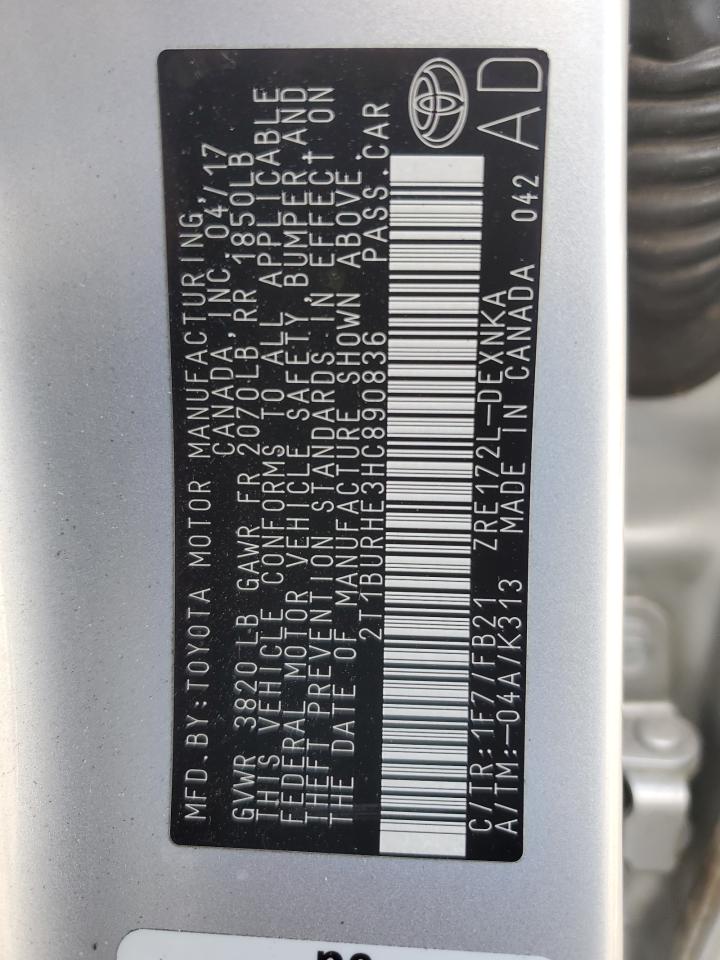 MFD.BY:TOYOTA MOTOR MANUFACTURING,
CANADA, INC. 04/17
GVWR 3820 LB GAWR FR 2070LB RR 1850LB
THIS VEHICLE CONFORMS TO ALL APPLICABLE
FEDERAL MOTOR VEHICLE SAFETY, BUMPER, AND
THEFT PREVENTION STANDARDS IN EFFECT ON
THE DATE OF MANUFACTURE SHOWN ABOVE.
2T1BURHE3HC890836 PASS.CAR
C/TR:1F7/FB21 ZRE172L-DEXNKA
A/TM:-04A/K313 MADE IN CANADA 042
AD